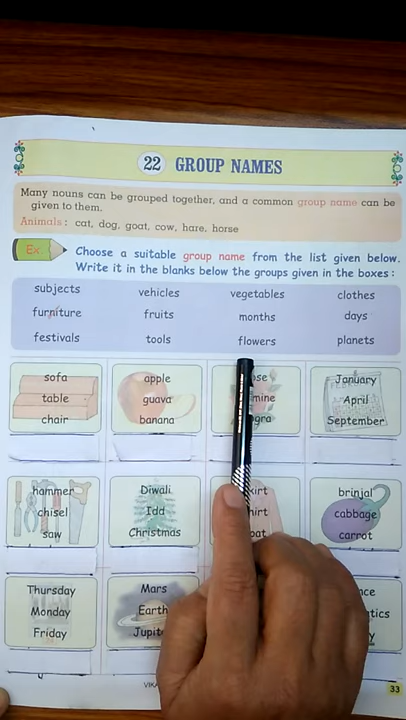 22 GROUP NAMES
Many nouns can be grouped together, and a common group name can be
given to them.
Animals : cat, dog, goat, cow, hare, horse
Ex. Choose a suitable group name from the list given below.
Write it in the blanks below the groups given in the boxes :
subjects vehicles vegetables clothes
furniture fruits months days
festivals tools flowers planets
sofa apple January
table guava April
chair banana September
hammer Diwali brinjal
chisel Idd cabbage
saw Christmas carrot
Thursday Mars
Monday Earth
Friday
33